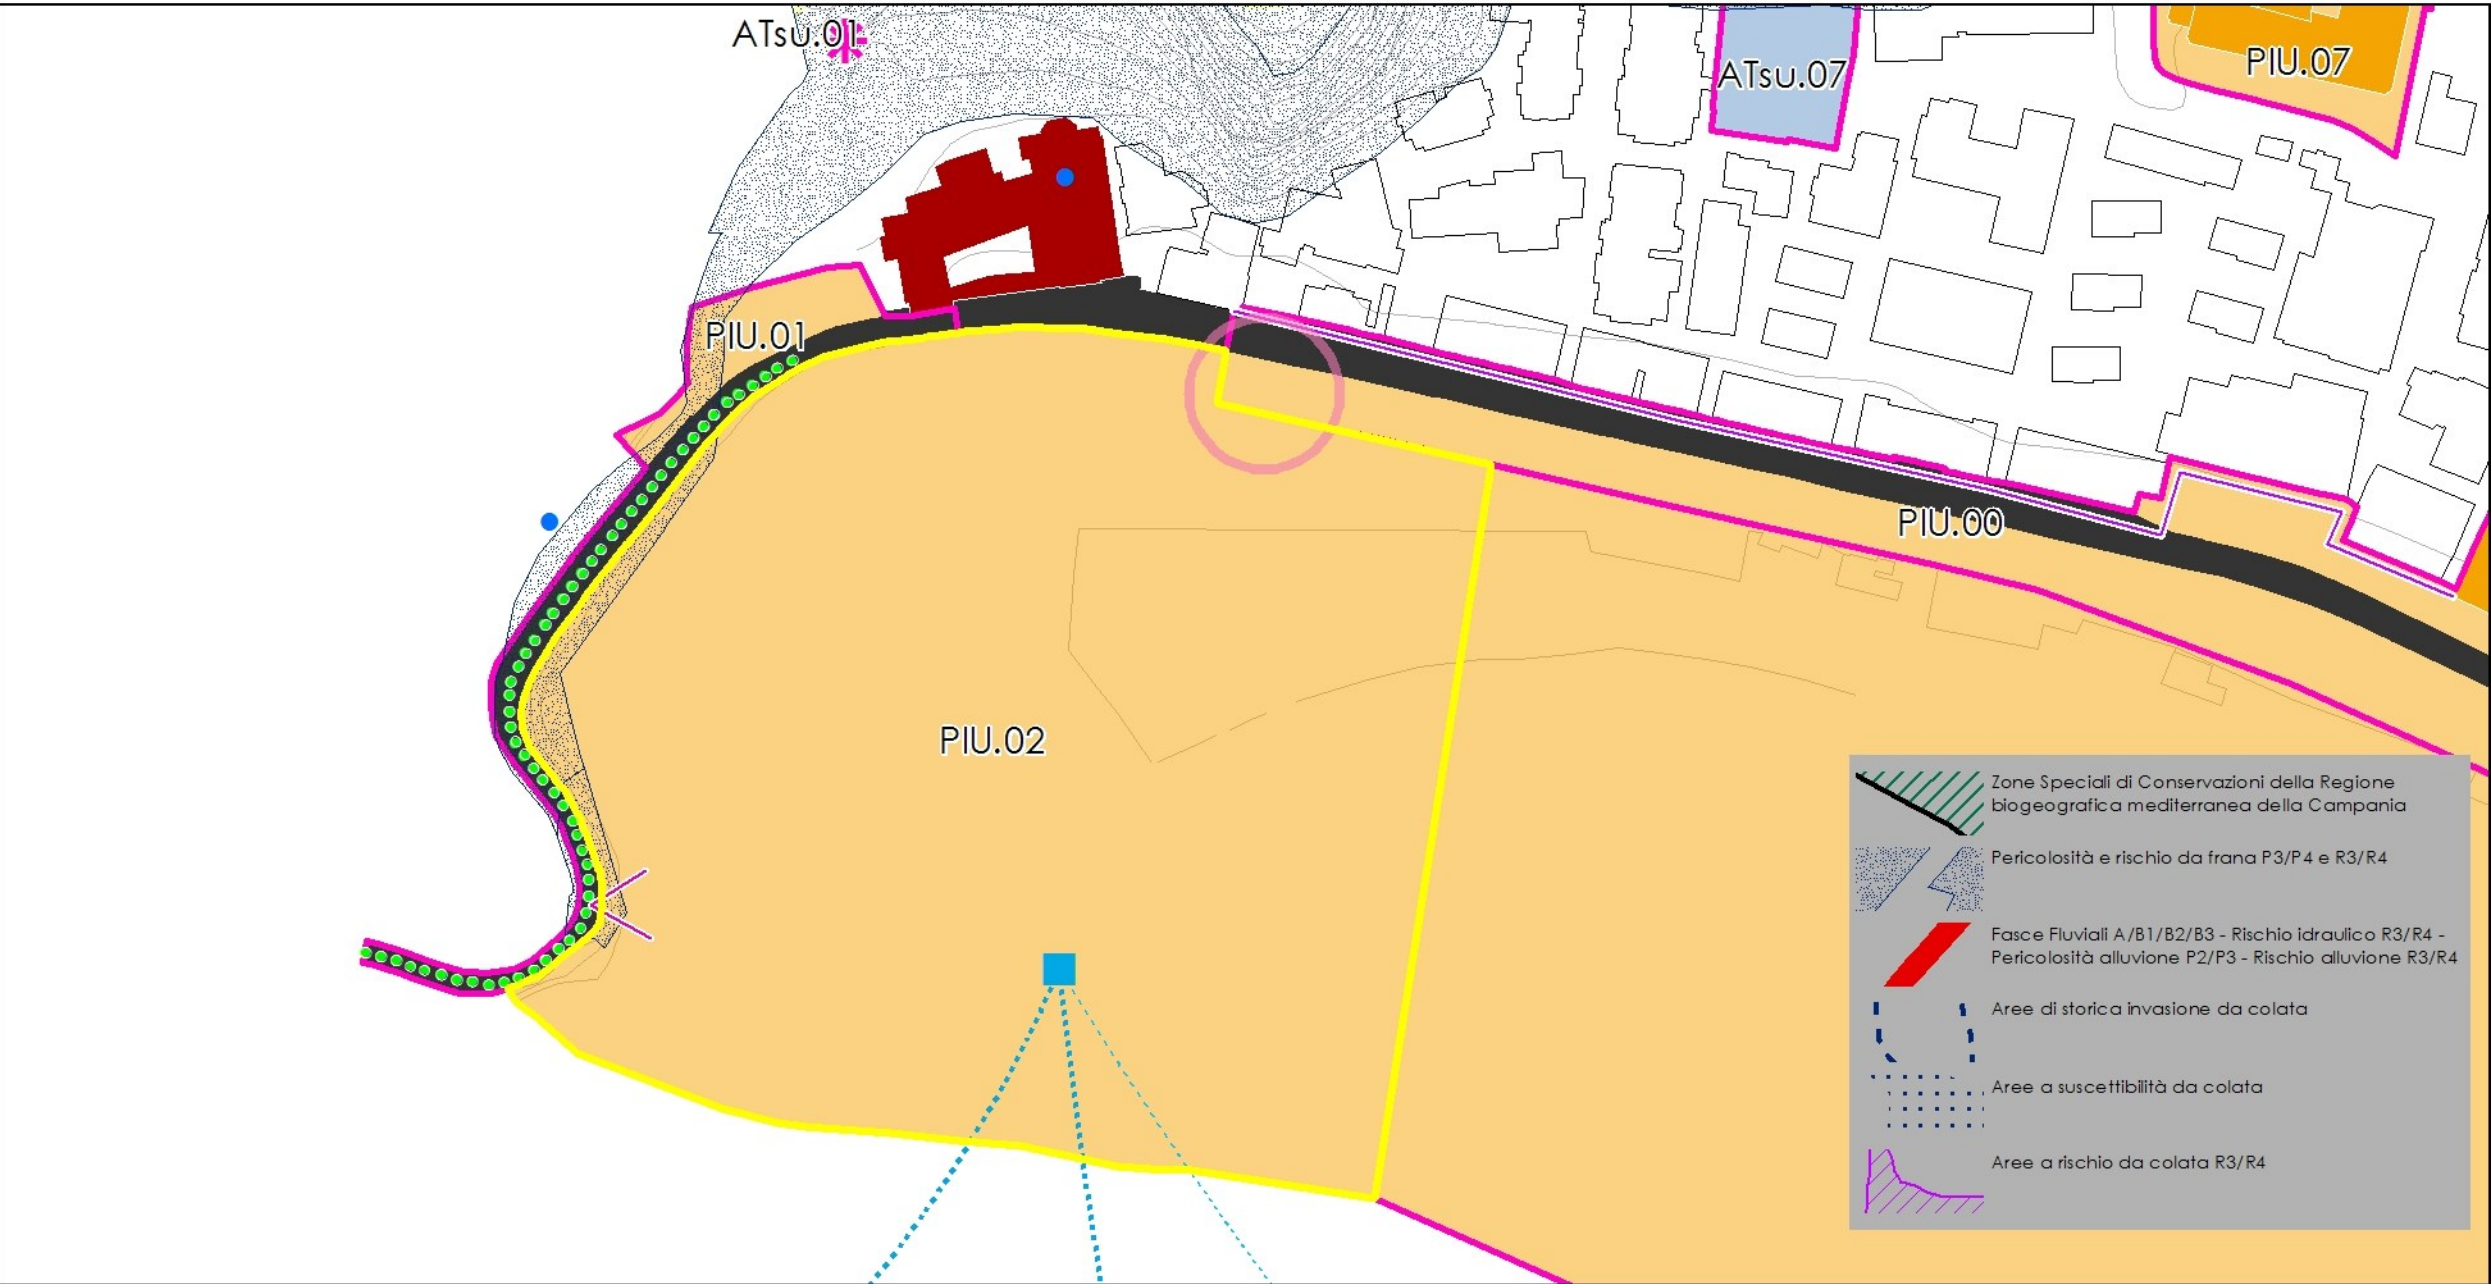 ATsu.01
PIU.07
ATsu.07
PIU.01
PIU.00
PIU.02
Zone Speciali di Conservazioni della Regione
biogeografica mediterranea della Campania
Pericolosità e rischio da frana P3/P4 e R3/R4
Fasce Fluviali A/B1/B2/B3 - Rischio idraulico R3/R4 -
Pericolosità alluvione P2/P3 - Rischio alluvione R3/R4
Aree di storica invasione da colata
Aree a suscettibilità da colata
Aree a rischio da colata R3/R4